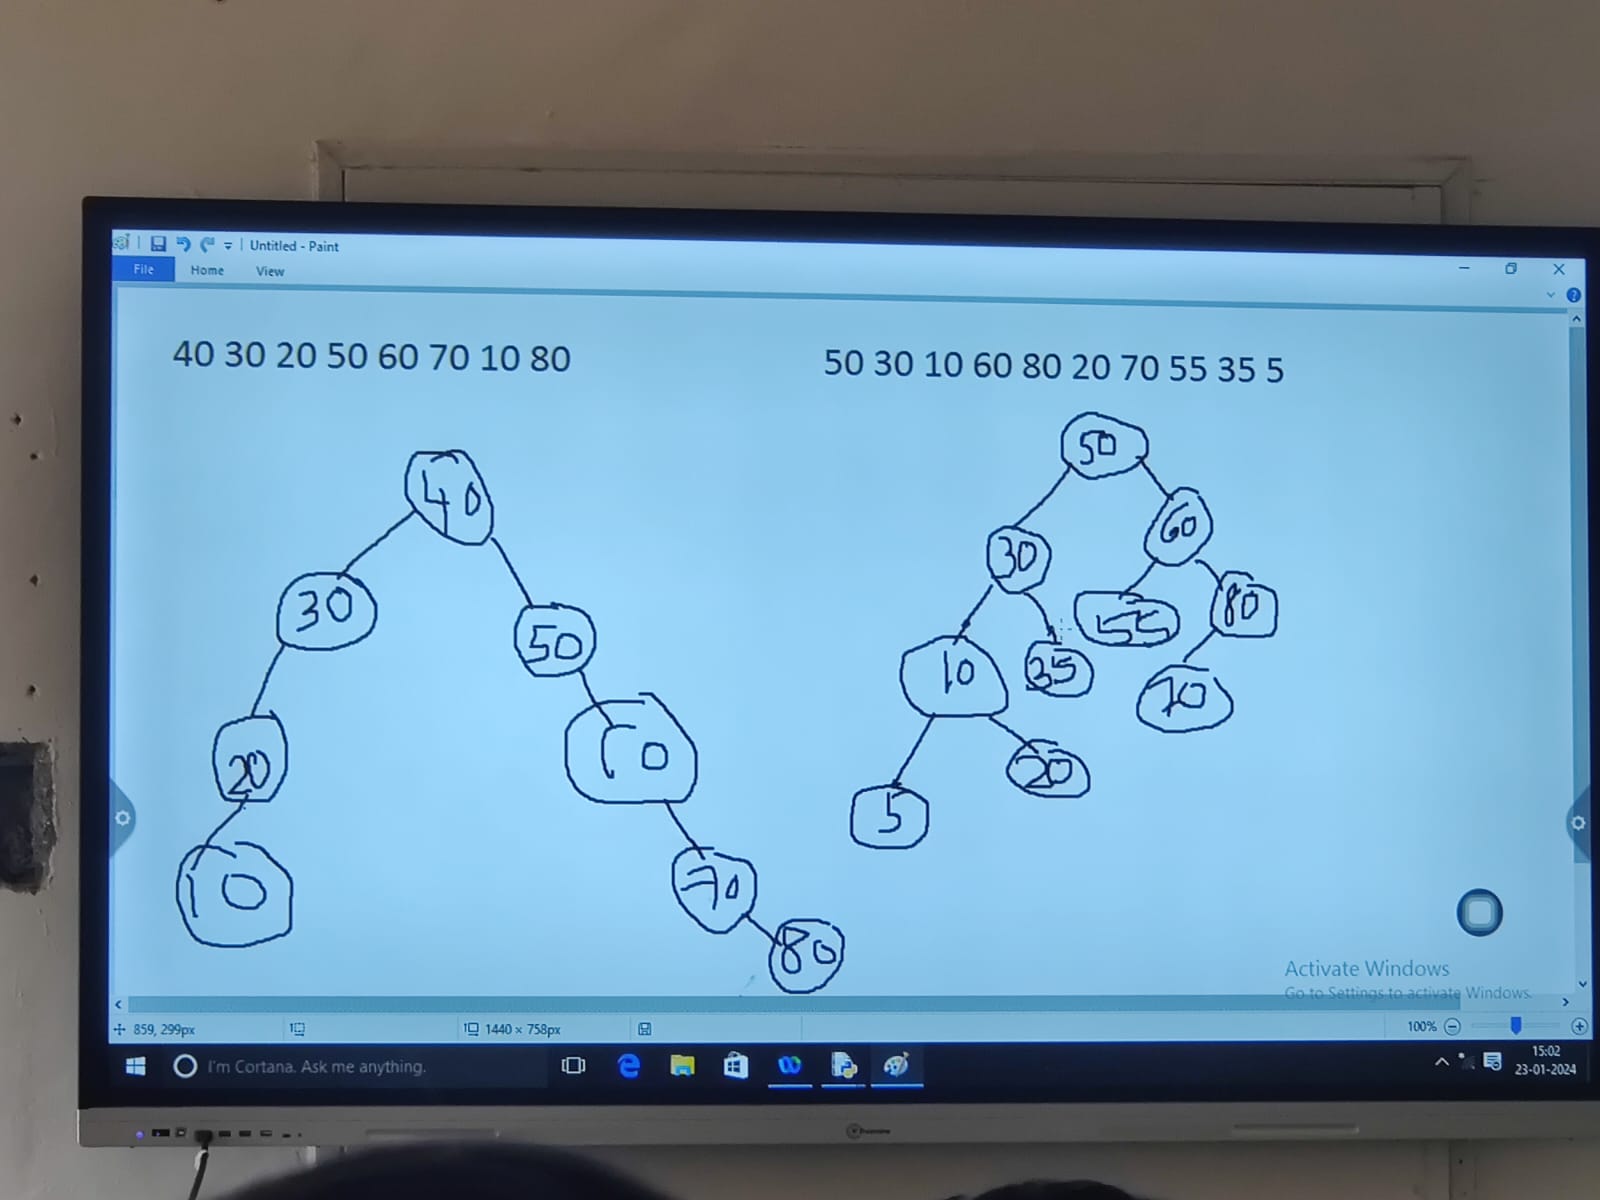 Untitled - Paint
File Home View
40 30 20 50 60 70 10 80
50 30 10 60 80 20 70 55 35 5
40
50
30
60
30
50
55
80
10
35
70
20
60
20
5
10
70
80
Activate Windows
Go to Settings to activate Windows.
859, 299px
1440 × 758px
100%
I'm Cortana. Ask me anything.
15:02
23-01-2024